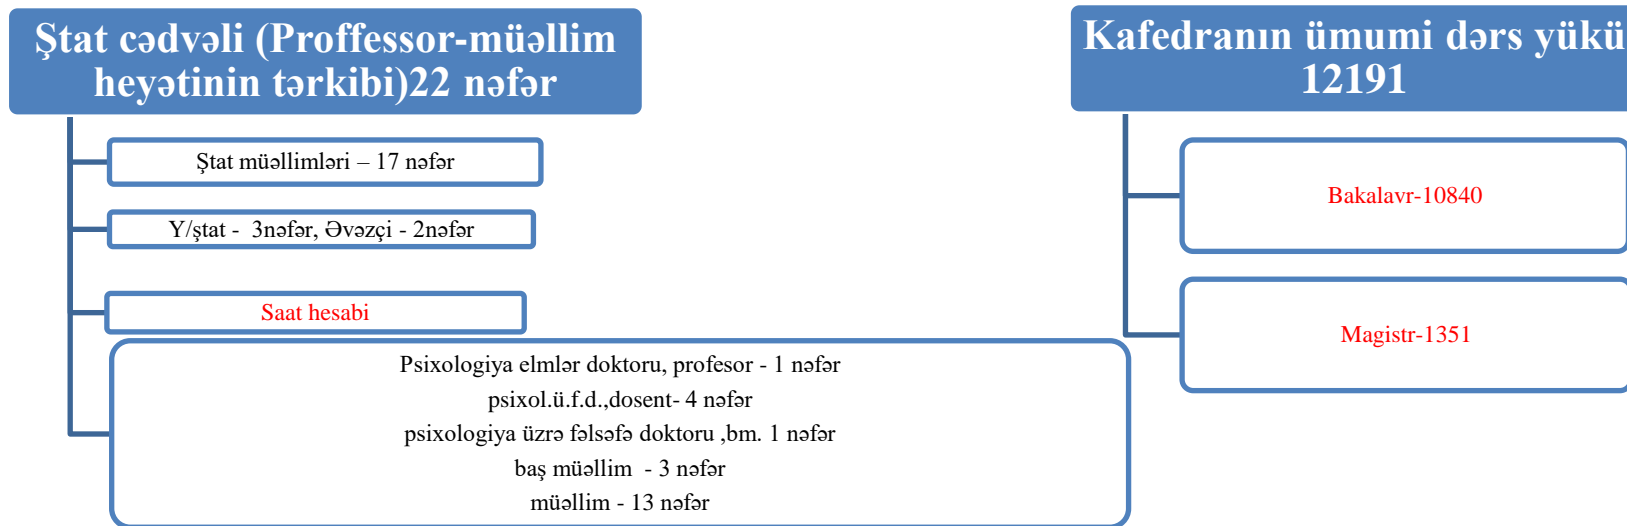 Ştat cədvəli (Proffessor-müəllim
heyətinin tərkibi)22 nəfər
Ştat müəllimləri – 17 nəfər
Y/ştat -  3nəfər, Əvəzçi - 2nəfər
Saat hesabi
Psixologiya elmlər doktoru, profesor - 1 nəfər
psixol.ü.f.d.,dosent- 4 nəfər
psixologiya üzrə fəlsəfə doktoru ,bm. 1 nəfər
baş müəllim  - 3 nəfər
müəllim - 13 nəfər
Kafedranın ümumi dərs yükü
12191
Bakalavr-10840
Magistr-1351